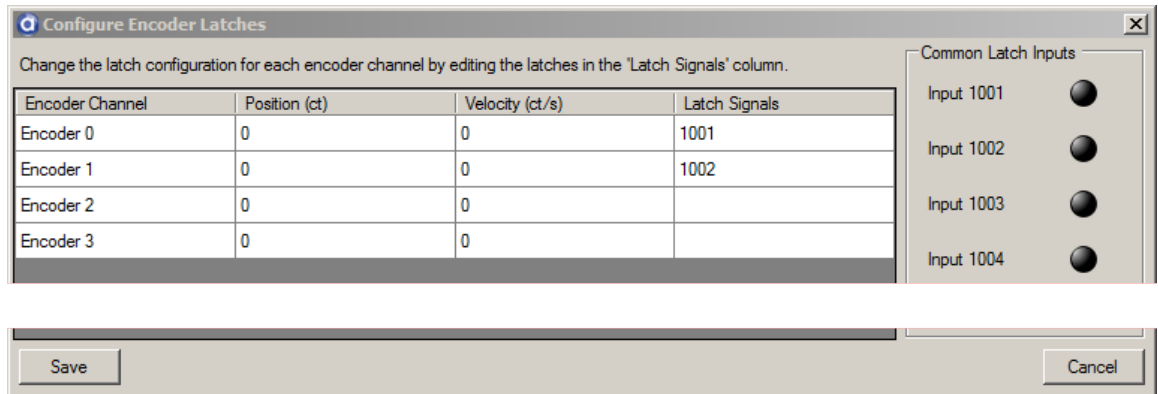 Configure Encoder Latches
Change the latch configuration for each encoder channel by editing the latches in the 'Latch Signals' column.
Encoder Channel Position (ct) Velocity (ct/s) Latch Signals
Encoder 0 0 0 1001
Encoder 1 0 0 1002
Encoder 2 0 0
Encoder 3 0 0
Common Latch Inputs
Input 1001
Input 1002
Input 1003
Input 1004
Save Cancel